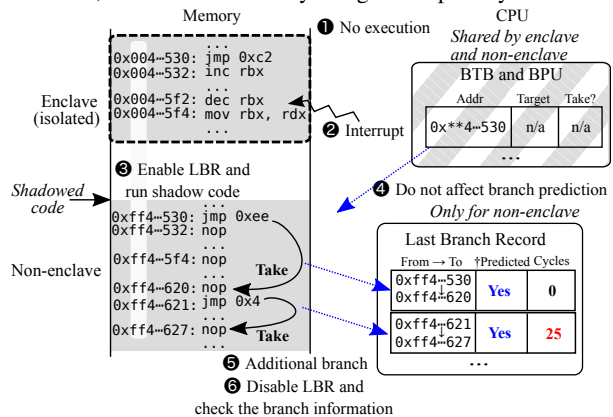 Memory
CPU
❶ No execution
Shared by enclave
and non-enclave
...
0x004⋯530: jmp 0xc2
0x004⋯532: inc rbx
...
0x004⋯5f2: dec rbx
0x004⋯5f4: mov rbx, rdx
...
Enclave
(isolated)
❷ Interrupt
BTB and BPU
Addr Target Take?
0x**4⋯530 n/a n/a
...
❸ Enable LBR and
run shadow code
Shadowed
code
❹ Do not affect branch prediction
Only for non-enclave
0xff4⋯530: jmp 0xee
0xff4⋯532: nop
...
0xff4⋯5f4: nop
...
0xff4⋯620: nop
0xff4⋯621: jmp 0x4
...
0xff4⋯627: nop
...
Non-enclave
Take
Take
Last Branch Record
From → To †Predicted Cycles
0xff4⋯530
↓
0xff4⋯620
Yes 0
0xff4⋯621
↓
0xff4⋯627
Yes 25
...
❺ Additional branch
❻ Disable LBR and
check the branch information